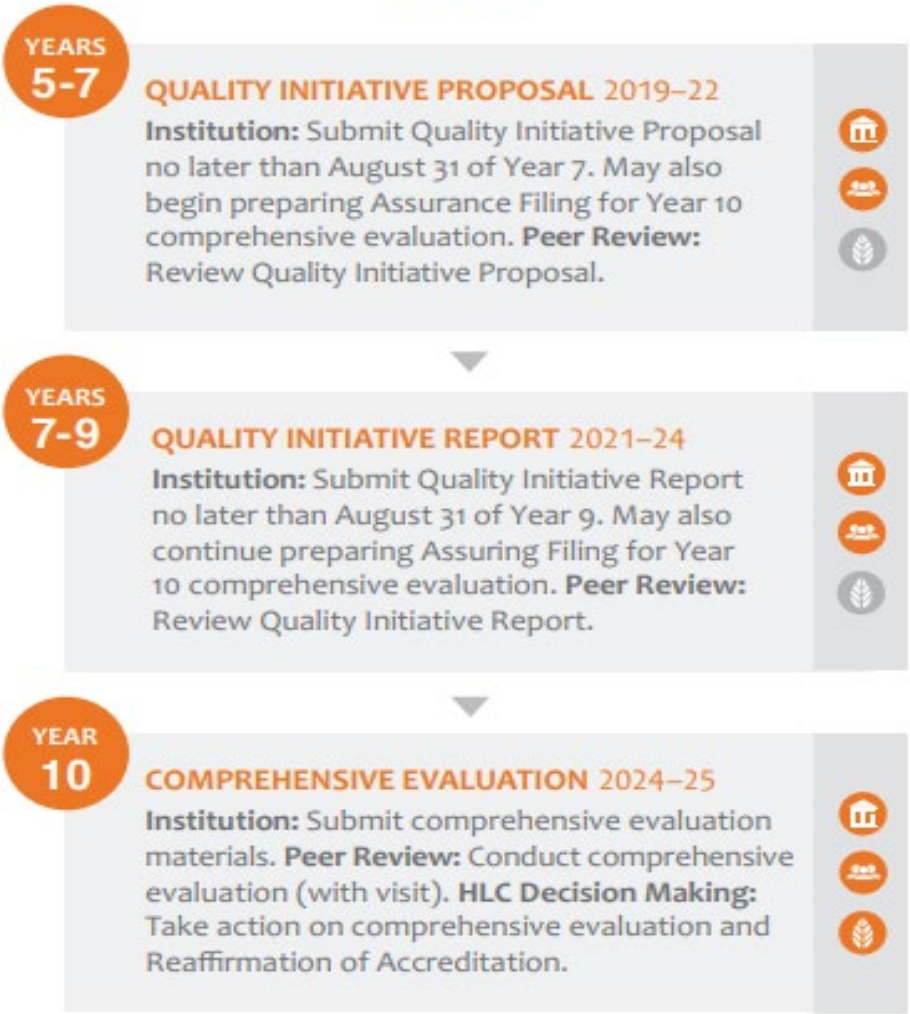 YEARS
5-7
QUALITY INITIATIVE PROPOSAL 2019–22
Institution: Submit Quality Initiative Proposal
no later than August 31 of Year 7. May also
begin preparing Assurance Filing for Year 10
comprehensive evaluation. Peer Review:
Review Quality Initiative Proposal.
YEARS
7-9
QUALITY INITIATIVE REPORT 2021–24
Institution: Submit Quality Initiative Report
no later than August 31 of Year 9. May also
continue preparing Assuring Filing for Year
10 comprehensive evaluation. Peer Review:
Review Quality Initiative Report.
YEAR
10
COMPREHENSIVE EVALUATION 2024–25
Institution: Submit comprehensive evaluation
materials. Peer Review: Conduct comprehensive
evaluation (with visit). HLC Decision Making:
Take action on comprehensive evaluation and
Reaffirmation of Accreditation.